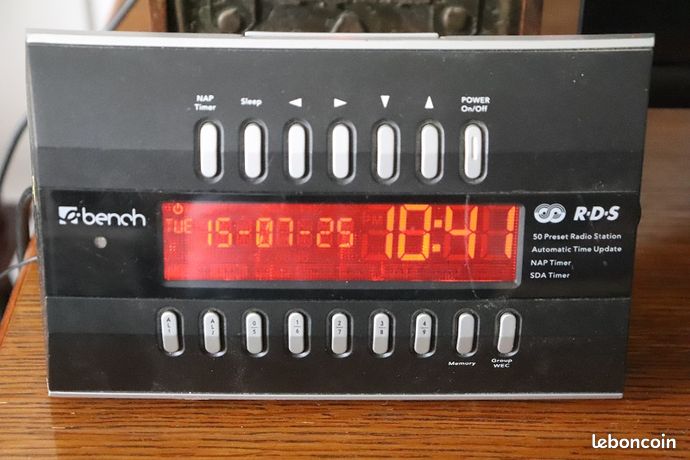 NAP Timer
Sleep
POWER On/Off
e·bench
TUE 15-07-25 10:41
R·D·S
50 Preset Radio Station
Automatic Time Update
NAP Timer
SDA Timer
AL1 AL2 0/5 1/6 2/7 3/8 4/9
Memory
Group WEC
leboncoin